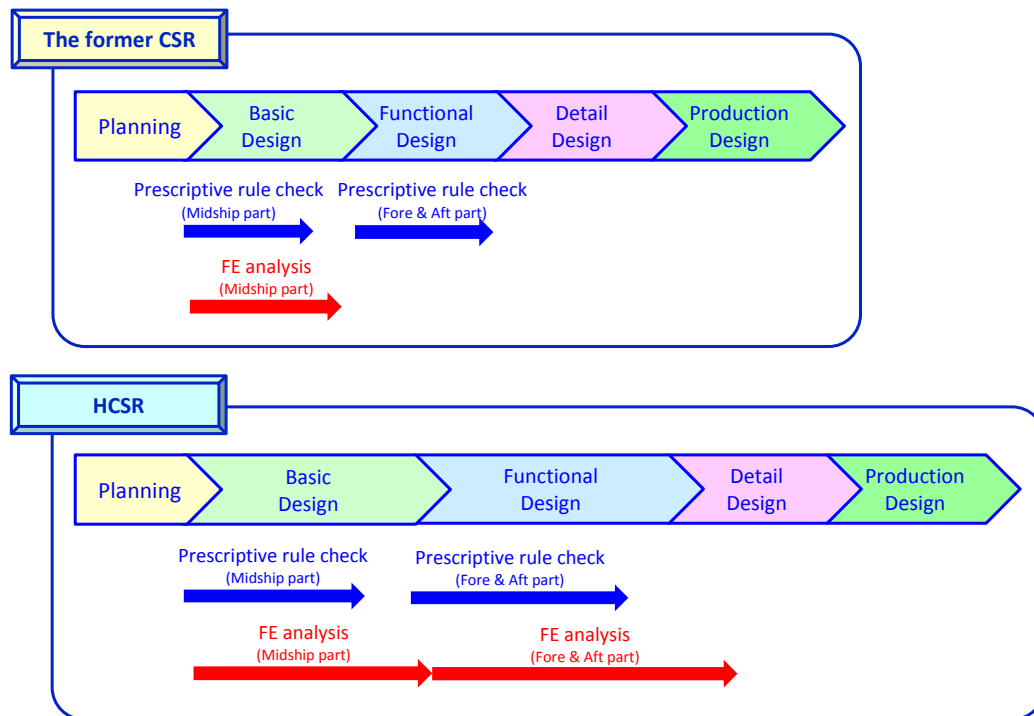 The former CSR
Planning
Basic
Design
Functional
Design
Detail
Design
Production
Design
Prescriptive rule check
(Midship part)
Prescriptive rule check
(Fore & Aft part)
FE analysis
(Midship part)
HCSR
Planning
Basic
Design
Functional
Design
Detail
Design
Production
Design
Prescriptive rule check
(Midship part)
Prescriptive rule check
(Fore & Aft part)
FE analysis
(Midship part)
FE analysis
(Fore & Aft part)